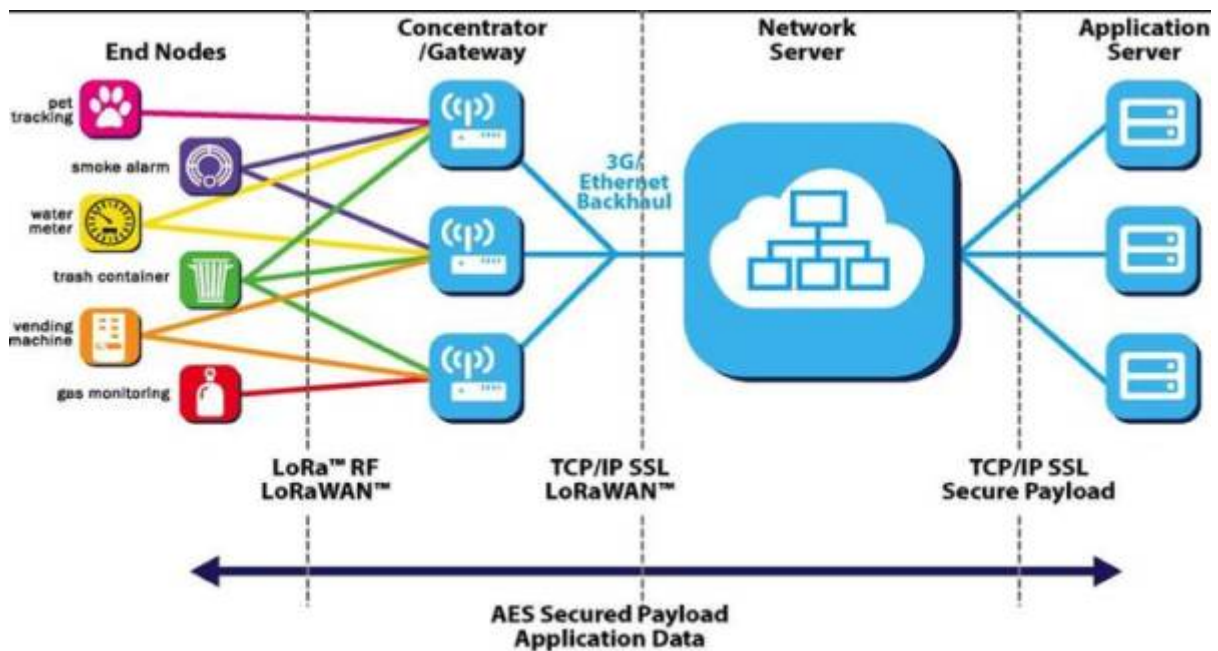 End Nodes
Concentrator
/Gateway
Network
Server
Application
Server
pet
tracking
smoke alarm
water
meter
trash container
vending
machine
gas monitoring
3G/
Ethernet
Backhaul
LoRa™ RF
LoRaWAN™
TCP/IP SSL
LoRaWAN™
TCP/IP SSL
Secure Payload
AES Secured Payload
Application Data